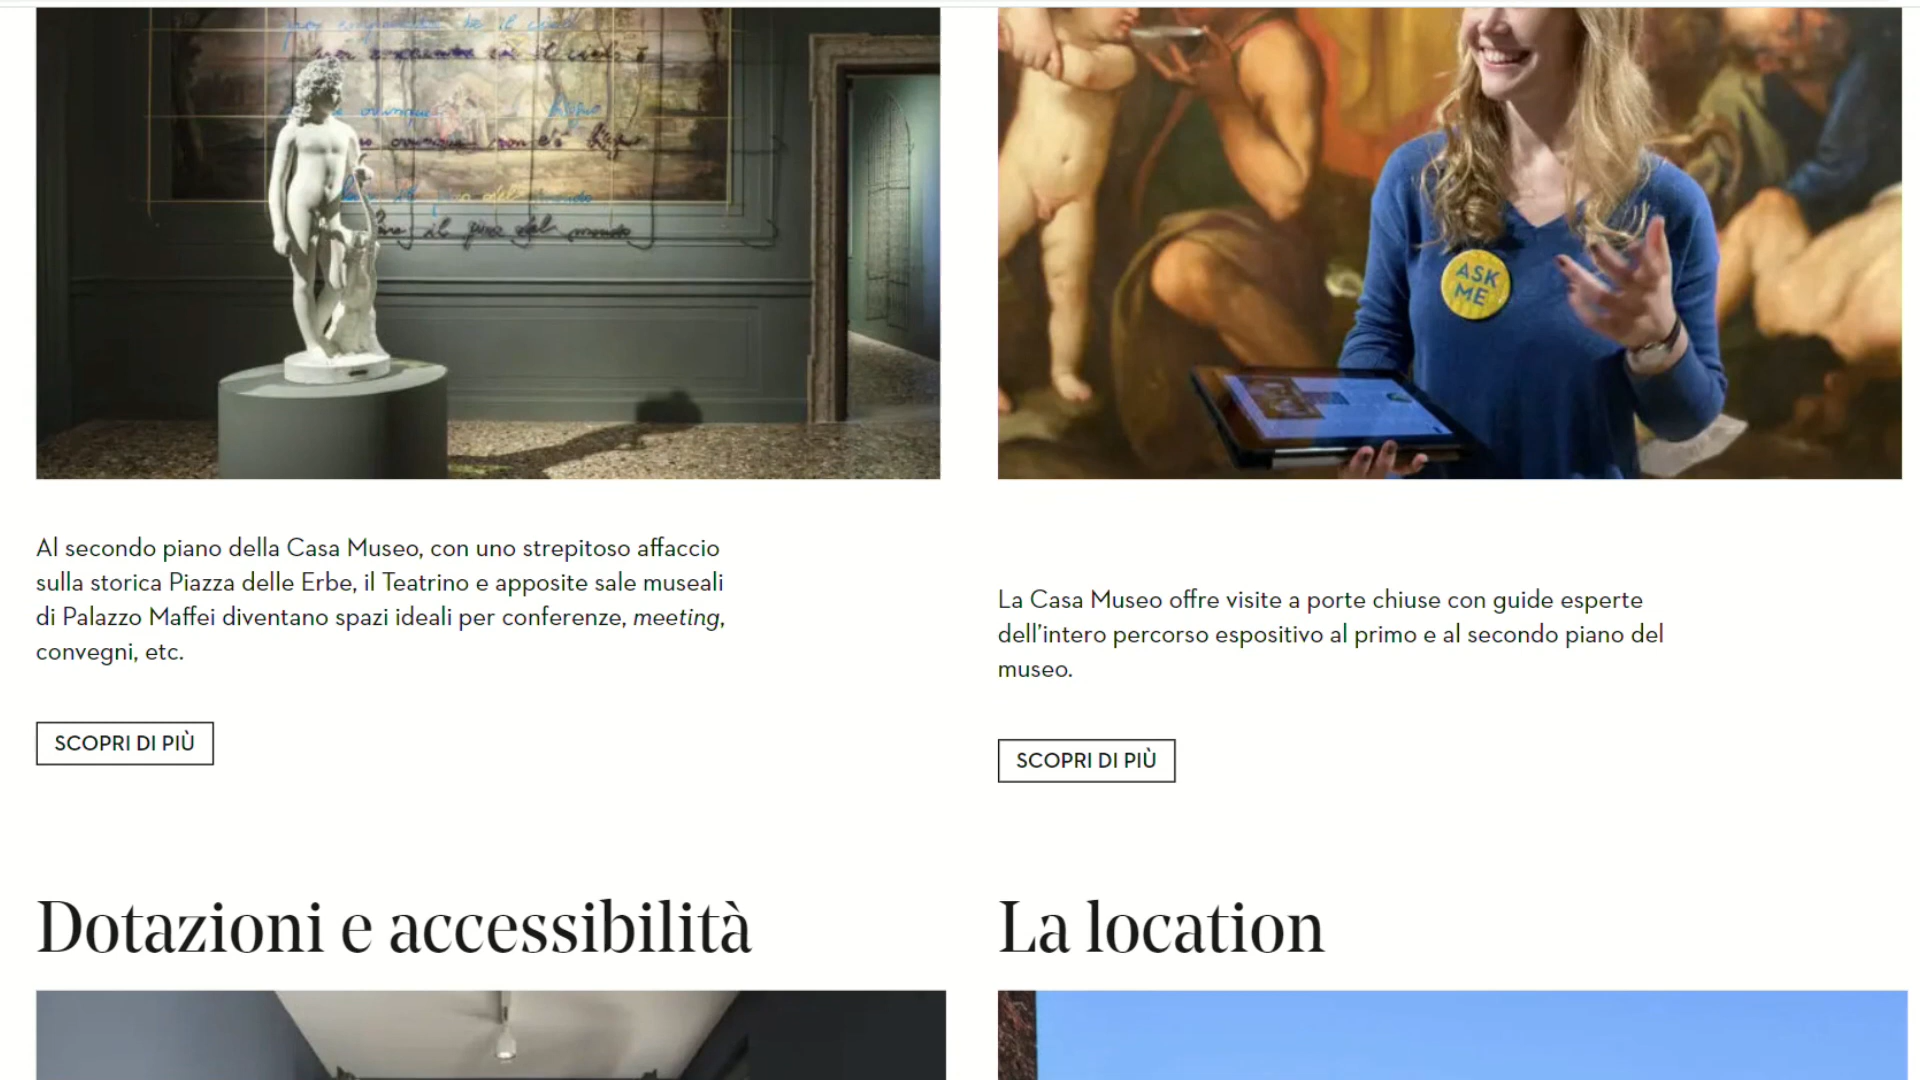 ASK
ME
Al secondo piano della Casa Museo, con uno strepitoso affaccio
sulla storica Piazza delle Erbe, il Teatrino e apposite sale museali
di Palazzo Maffei diventano spazi ideali per conferenze, meeting,
convegni, etc.
SCOPRI DI PIÙ
La Casa Museo offre visite a porte chiuse con guide esperte
dell’intero percorso espositivo al primo e al secondo piano del
museo.
SCOPRI DI PIÙ
Dotazioni e accessibilità
La location